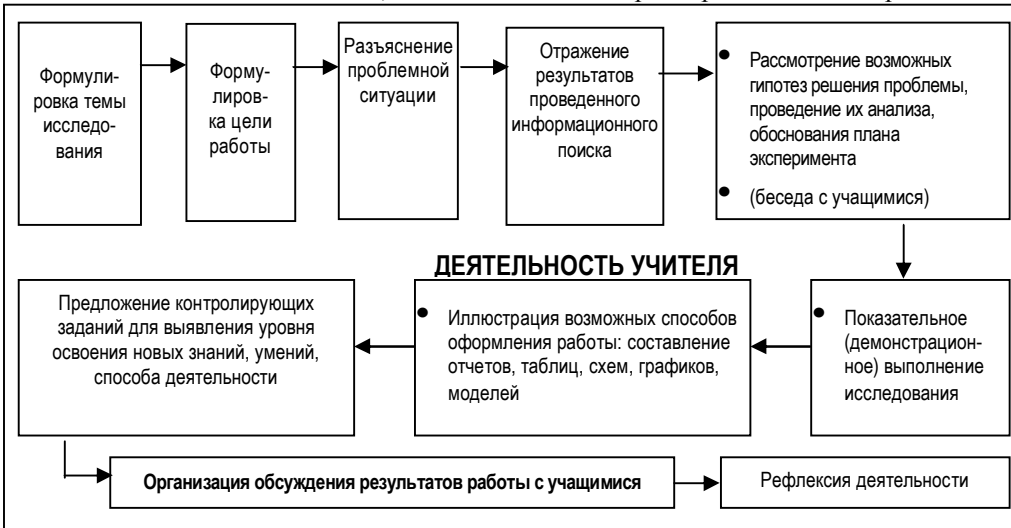 Формули-
ровка темы
исследо-
вания
Форму-
лиров-
ка цели
работы
Разъяснение
проблемной
ситуации
Отражение
результатов
проведенного
информационного
поиска
• Рассмотрение возможных
гипотез решения проблемы,
проведение их анализа,
обоснования плана
эксперимента
• (беседа с учащимися)
ДЕЯТЕЛЬНОСТЬ УЧИТЕЛЯ
• Показательное
(демонстрацион-
ное) выполнение
исследования
• Иллюстрация возможных способов
оформления работы: составление
отчетов, таблиц, схем, графиков,
моделей
Предложение контролирующих
заданий для выявления уровня
освоения новых знаний, умений,
способа деятельности
Организация обсуждения результатов работы с учащимися
Рефлексия деятельности